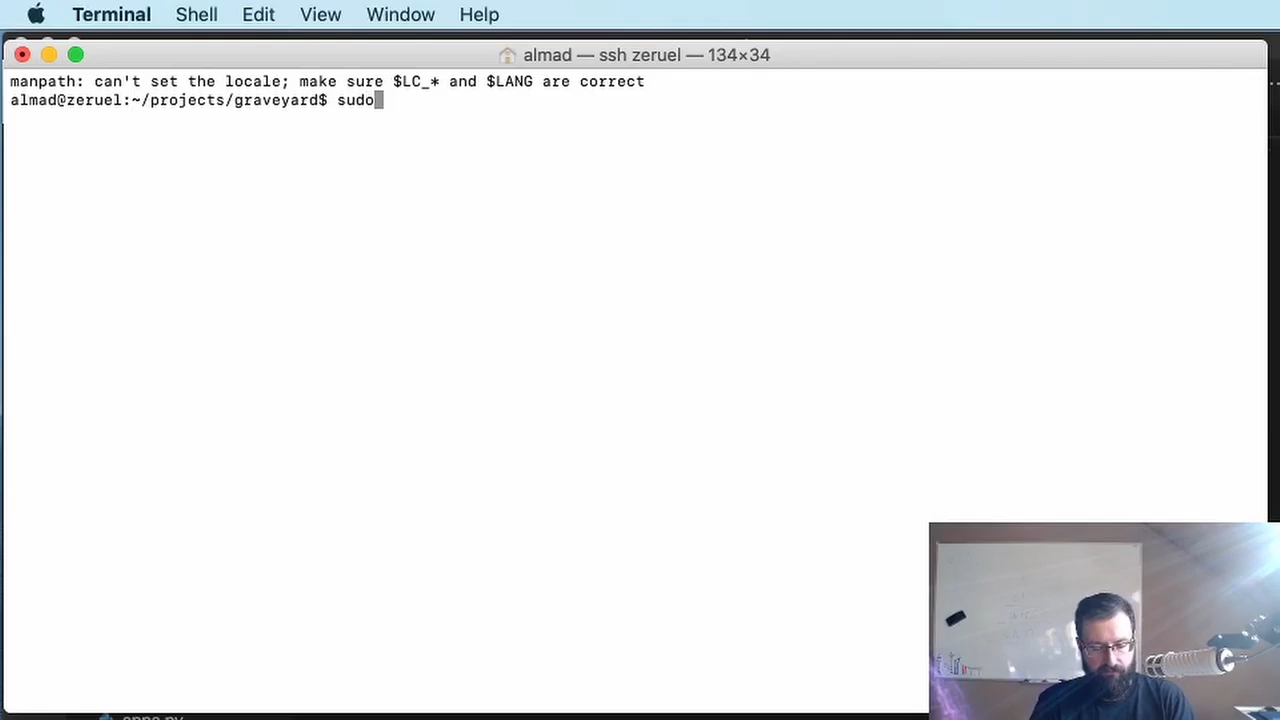 Terminal Shell Edit View Window Help
almad — ssh zeruel — 134×34
manpath: can't set the locale; make sure $LC_* and $LANG are correct
almad@zeruel:~/projects/graveyard$ sudo